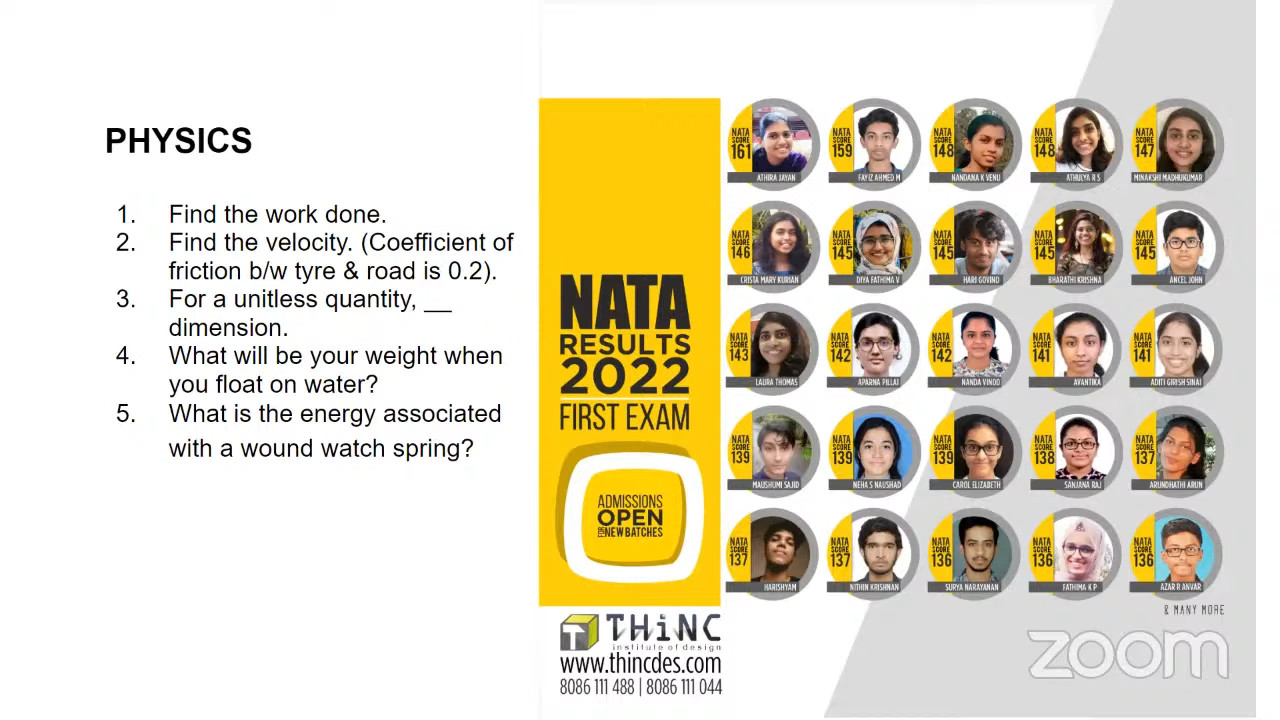 PHYSICS
1. Find the work done.
2. Find the velocity. (Coefficient of
friction b/w tyre & road is 0.2).
3. For a unitless quantity, __
dimension.
4. What will be your weight when
you float on water?
5. What is the energy associated
with a wound watch spring?
NATA
RESULTS
2022
FIRST EXAM
ADMISSIONS
OPEN
FOR NEW BATCHES
THiNC
institute of design
www.thincdes.com
8086 111 488 | 8086 111 044
NATA SCORE 161 ATHIRA JAYAN
NATA SCORE 159 FAYIZ AHMED M
NATA SCORE 148 NANDANA K VENU
NATA SCORE 148 ATHULYA R S
NATA SCORE 147 MINAKSHI MADHUKUMAR
NATA SCORE 146 CRISTA MARY KURIAN
NATA SCORE 145 DIYA FATHIMA V
NATA SCORE 145 HARI GOVIND
NATA SCORE 145 BHARATHI KRISHNA
NATA SCORE 145 ANCEL JOHN
NATA SCORE 143 LAURA THOMAS
NATA SCORE 142 APARNA PILLAI
NATA SCORE 142 NANDA VINOD
NATA SCORE 141 AVANTIKA
NATA SCORE 141 ADITI GIRISH SINAI
NATA SCORE 139 MAUSHUMI SAJID
NATA SCORE 139 NEHA S NAUSHAD
NATA SCORE 139 CAROL ELIZABETH
NATA SCORE 138 SANJANA RAJ
NATA SCORE 137 ARUNDHATHI ARUN
NATA SCORE 137 HARISHYAM
NATA SCORE 137 NITHIN KRISHNAN
NATA SCORE 136 SURYA NARAYANAN
NATA SCORE 136 FATHIMA K P
NATA SCORE 136 AZAR R ANVAR
& MANY MORE
zoom